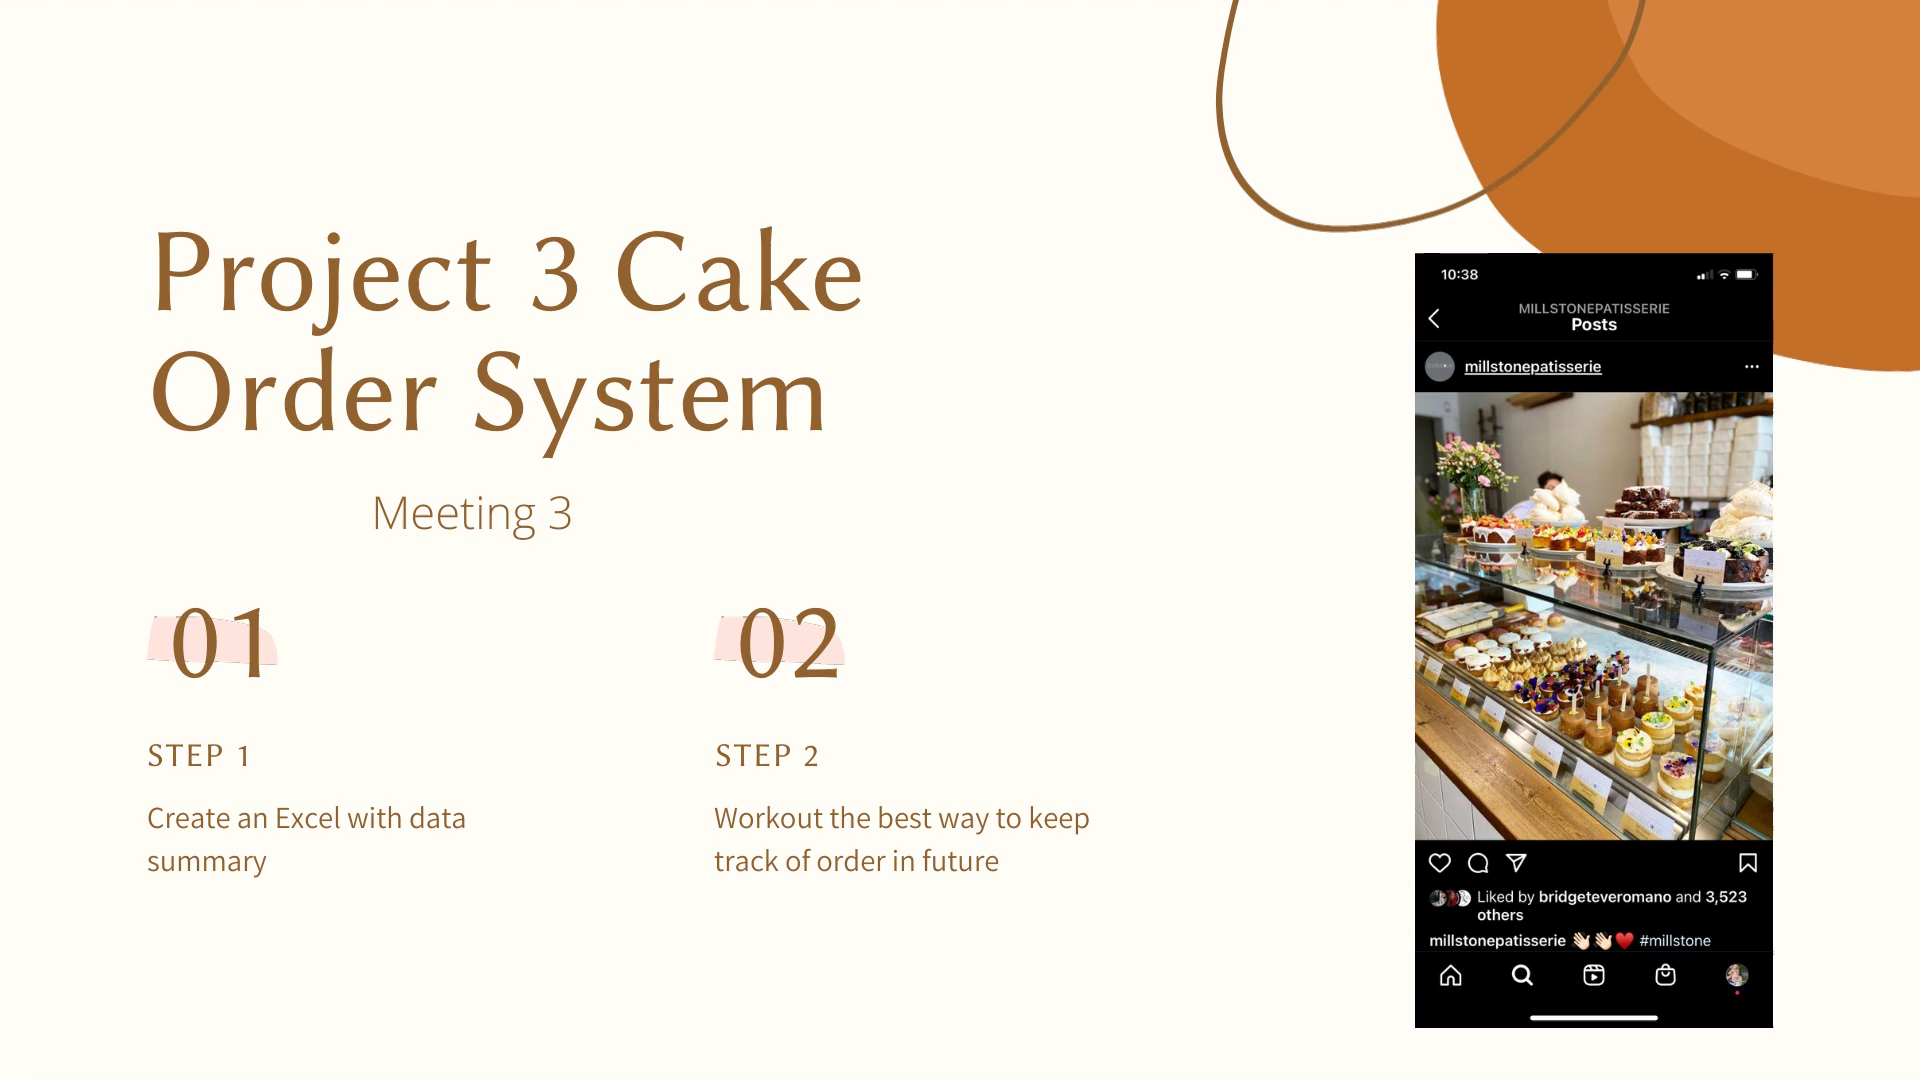 Project 3 Cake
Order System
Meeting 3
01
STEP 1
Create an Excel with data
summary
02
STEP 2
Workout the best way to keep
track of order in future
10:38
MILLSTONEPATISSERIE
Posts
millstonepatisserie
Liked by bridgeteveromano and 3,523
others
millstonepatisserie 👋🏻👋🏻❤️ #millstone